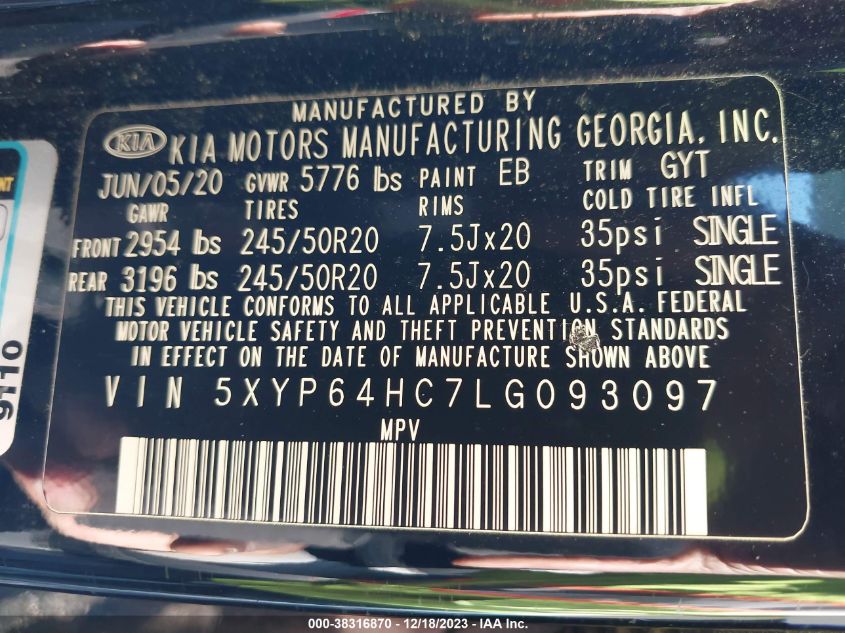 MANUFACTURED BY
KIA KIA MOTORS MANUFACTURING GEORGIA, INC.
JUN/05/20 GVWR 5776 lbs PAINT EB TRIM GYT
GAWR TIRES RIMS COLD TIRE INFL
FRONT 2954 lbs 245/50R20 7.5Jx20 35psi SINGLE
REAR 3196 lbs 245/50R20 7.5Jx20 35psi SINGLE
THIS VEHICLE CONFORMS TO ALL APPLICABLE U.S.A. FEDERAL
MOTOR VEHICLE SAFETY AND THEFT PREVENTION STANDARDS
IN EFFECT ON THE DATE OF MANUFACTURE SHOWN ABOVE
VIN 5XYP64HC7LG093097
MPV
9110
000-38316870 - 12/18/2023 - IAA Inc.